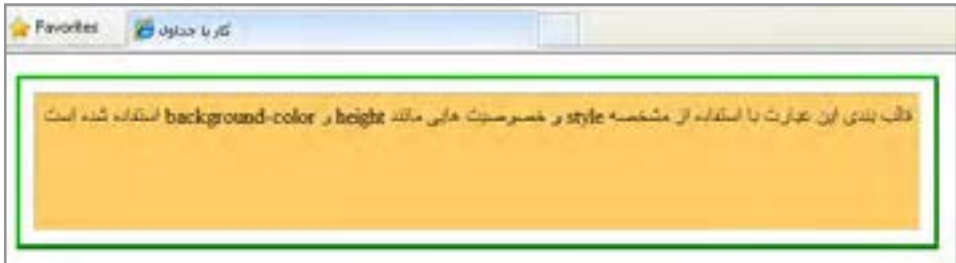 Favorites کار با جداول
قالب بندی این عبارت با استفاده از مشخصه style و خصوصیت هایی مانند height و background-color استفاده شده است